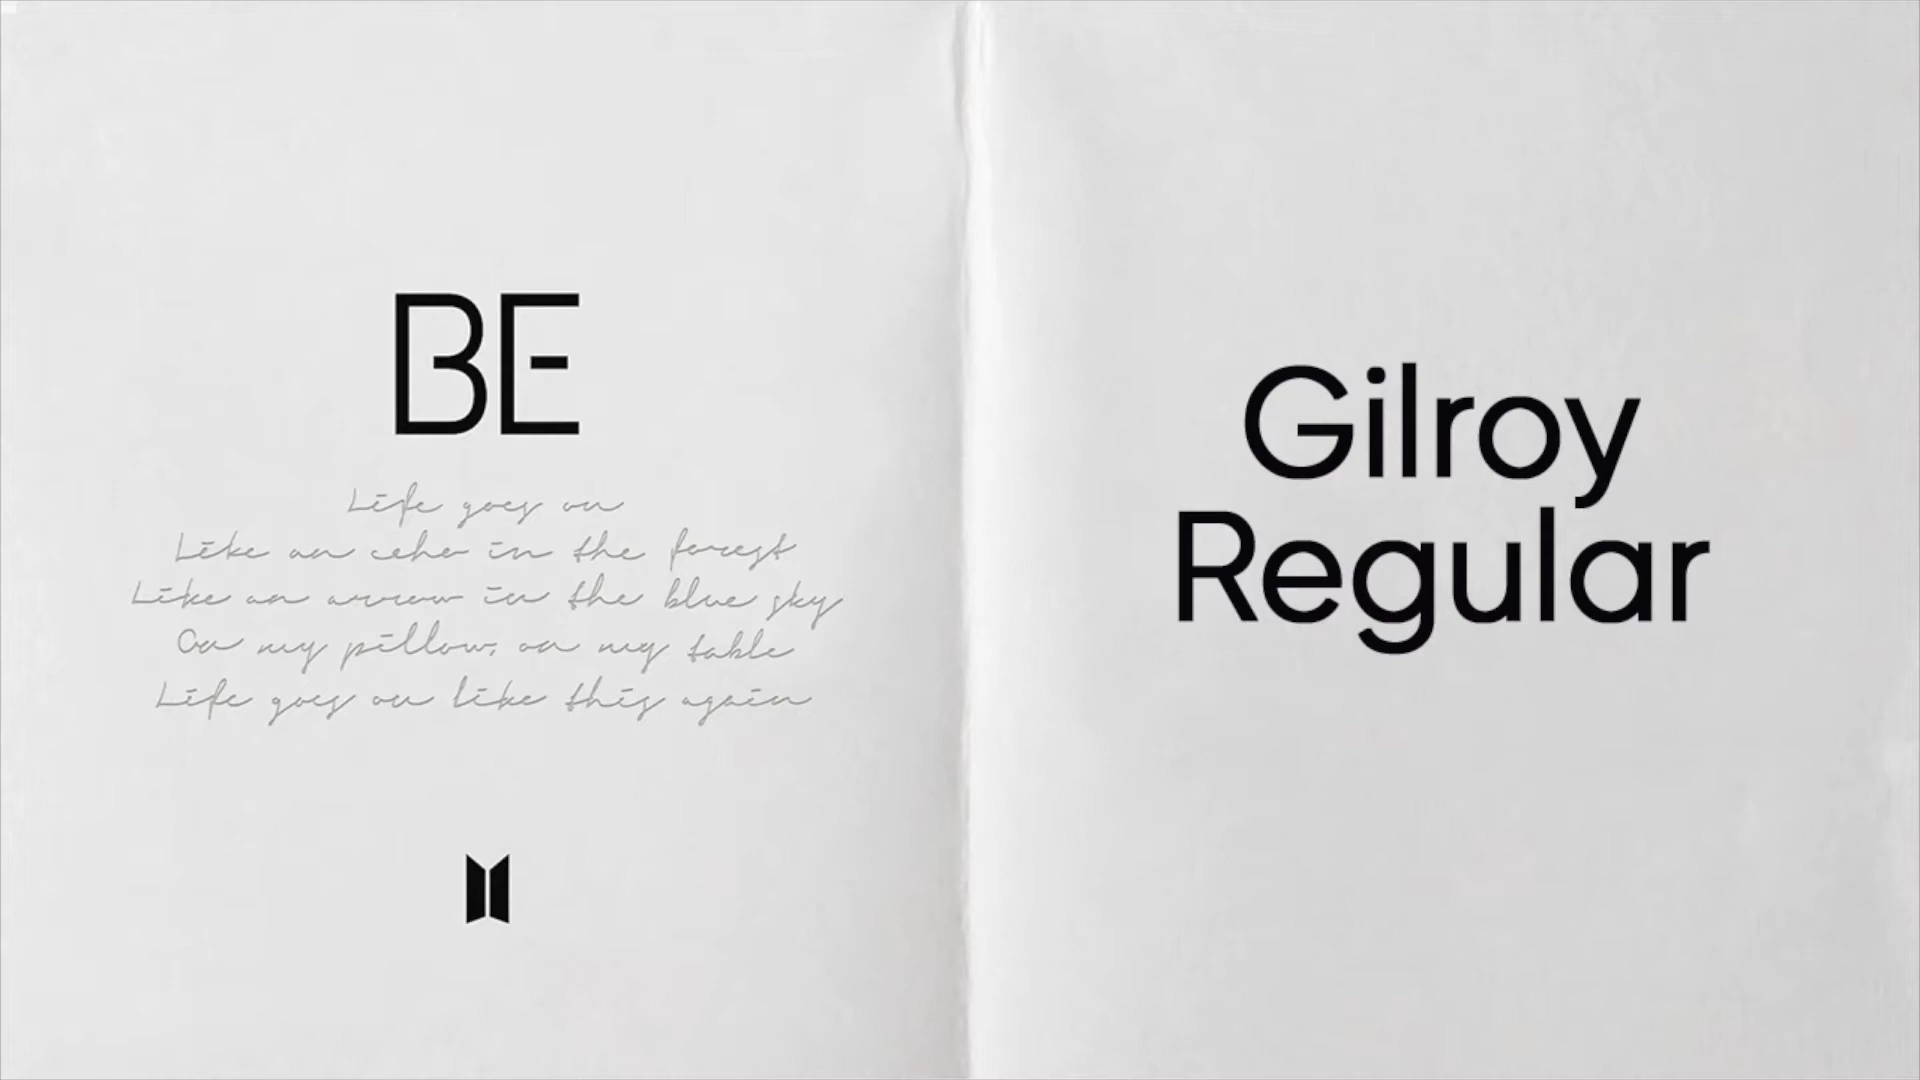 BE
Life goes on
Like an echo in the forest
Like an arrow in the blue sky
On my pillow, on my table
Life goes on like this again
Gilroy
Regular